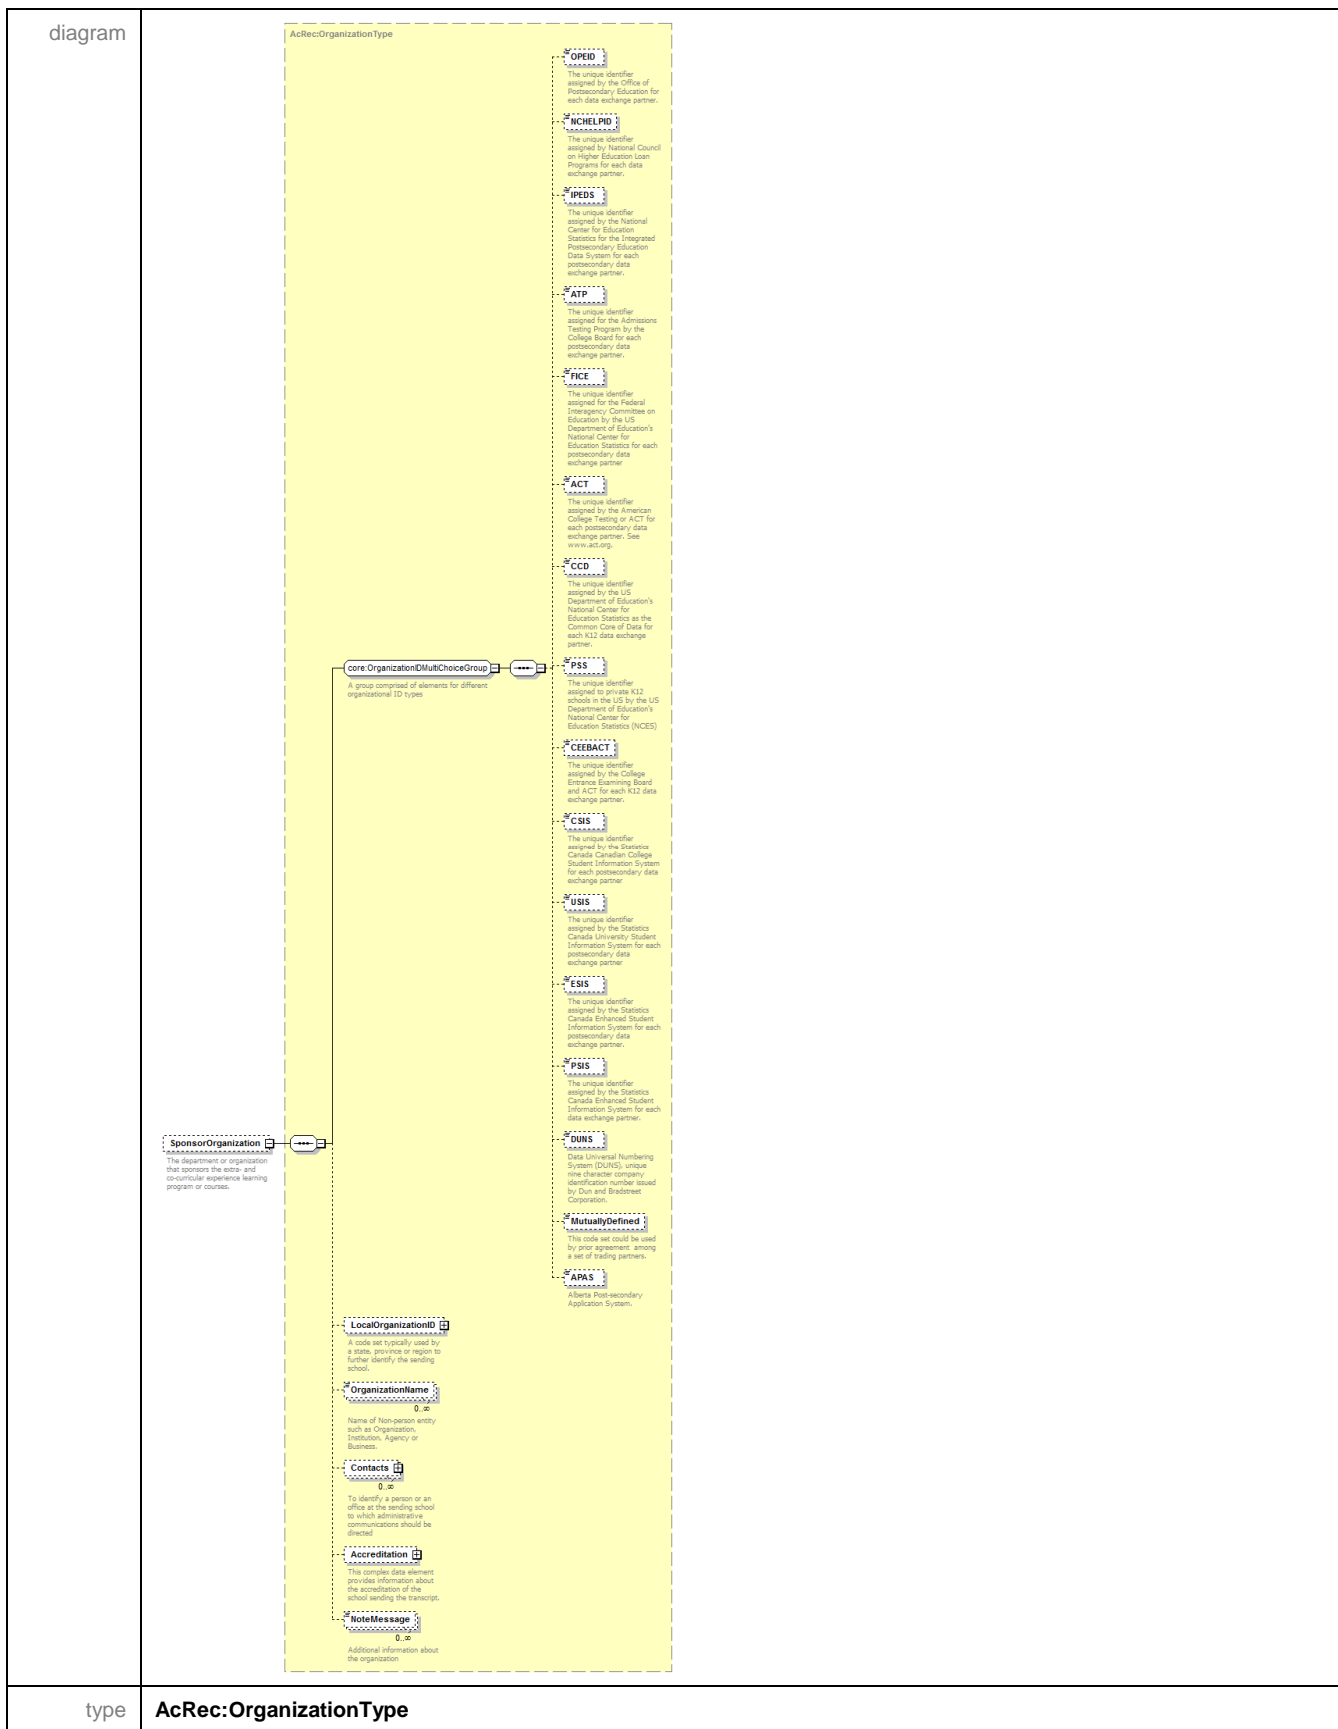 diagram
AcRec:OrganizationType
OPEID
The unique identifier
assigned by the Office of
Postsecondary Education for
each data exchange partner.
NCHELPID
The unique identifier
assigned by National Council
on Higher Education Loan
Programs for each data
exchange partner.
IPEDS
The unique identifier
assigned by the National
Center for Education
Statistics for the Integrated
Postsecondary Education
Data System for each
postsecondary data
exchange partner.
ATP
The unique identifier
assigned for the Admissions
Testing Program by the
College Board for each
postsecondary data
exchange partner.
FICE
The unique identifier
assigned for the Federal
Interagency Committee on
Education by the US
Department of Education's
National Center for
Education Statistics for each
postsecondary data
exchange partner
ACT
The unique identifier
assigned by the American
College Testing or ACT for
each postsecondary data
exchange partner. See
www.act.org.
CCD
The unique identifier
assigned by the US
Department of Education's
National Center for
Education Statistics as the
Common Core of Data for
each K12 data exchange
partner.
core:OrganizationIDMultiChoiceGroup
A group comprised of elements for different
organizational ID types
PSS
The unique identifier
assigned to private K12
schools in the US by the US
Department of Education's
National Center for
Education Statistics (NCES)
CEEBACT
The unique identifier
assigned by the College
Entrance Examining Board
and ACT for each K12 data
exchange partner.
CSIS
The unique identifier
assigned by the Statistics
Canada Canadian College
Student Information System
for each postsecondary data
exchange partner
USIS
The unique identifier
assigned by the Statistics
Canada University Student
Information System for each
postsecondary data
exchange partner
ESIS
The unique identifier
assigned by the Statistics
Canada Enhanced Student
Information System for each
postsecondary data
exchange partner.
PSIS
The unique identifier
assigned by the Statistics
Canada Enhanced Student
Information System for each
data exchange partner.
SponsorOrganization
The department or organization
that sponsors the extra- and
co-curricular experience learning
program or courses.
DUNS
Data Universal Numbering
System (DUNS). unique
nine character company
identification number issued
by Dun and Bradstreet
Corporation.
MutuallyDefined
This code set could be used
by prior agreement among
a set of trading partners.
APAS
Alberta Post-secondary
Application System.
LocalOrganizationID
A code set typically used by
a state, province or region to
further identify the sending
school.
OrganizationName
0..∞
Name of Non-person entity
such as Organization,
Institution, Agency or
Business.
Contacts
0..∞
To identify a person or an
office at the sending school
to which administrative
communications should be
directed
Accreditation
This complex data element
provides information about
the accreditation of the
school sending the transcript.
NoteMessage
0..∞
Additional information about
the organization
type
AcRec:OrganizationType